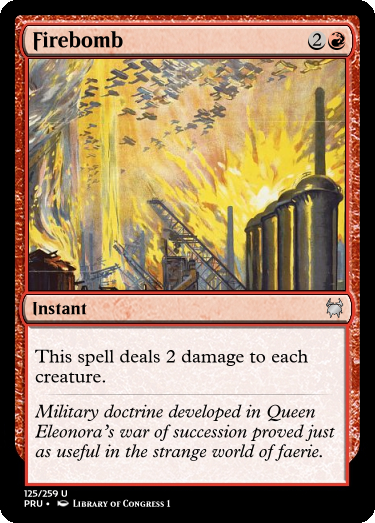 Firebomb 2
Instant
This spell deals 2 damage to each
creature.
Military doctrine developed in Queen
Eleonora's war of succession proved just
as useful in the strange world of faerie.
125/259 U
PRU • Library of Congress 1